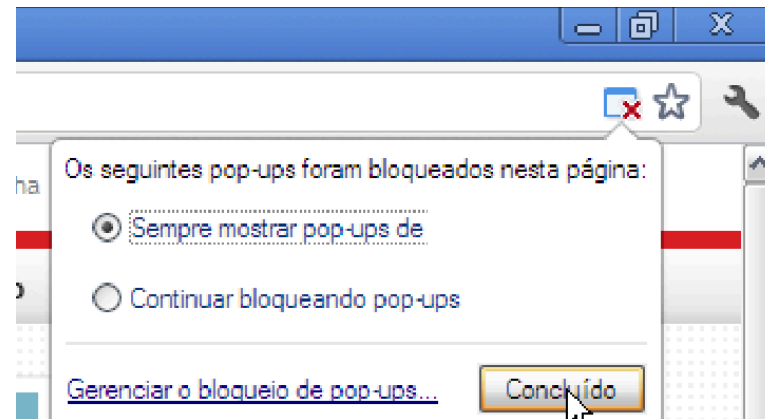 Os seguintes pop-ups foram bloqueados nesta página:
ha
Sempre mostrar pop-ups de
Continuar bloqueando pop-ups
Gerenciar o bloqueio de pop-ups...
Concluído